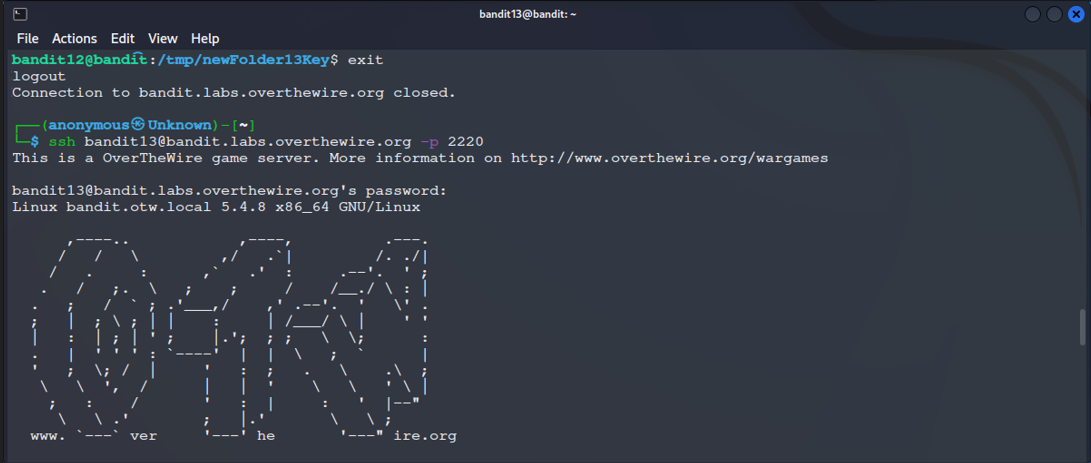 bandit13@bandit: ~
File Actions Edit View Help
bandit12@bandit:/tmp/newFolder13Key$ exit
logout
Connection to bandit.labs.overthewire.org closed.
┌──(anonymous㉿Unknown)-[~]
└─$ ssh bandit13@bandit.labs.overthewire.org -p 2220
This is a OverTheWire game server. More information on http://www.overthewire.org/wargames
bandit13@bandit.labs.overthewire.org's password:
Linux bandit.otw.local 5.4.8 x86_64 GNU/Linux
      ,----..            ,----,          .---.
     /   /   \         ,/   .`|         /. ./|
    /   .     :      ,`   .'  :     .--'.  ' ;
   .   /   ;.  \   ;    ;     /    /__./ \ : |
  .   ;   /  ` ; .'___,/    ,' .--'.  '   \' .
  ;   |  ; \ ; | |    :     | /___/ \ |    ' '
  |   :  | ; | ' ;    |.';  ; ;   \  \;      :
  .   |  ' ' ' : `----'  |  |  \   ;  `      |
  '   ;  \; /  |     '   :  ;   .   \    .\  ;
   \   \  ',  /      |   |  '    \   \   ' \ |
    ;   :    /       '   :  |     :   '  |--"
     \   \ .'        ;   |.'       \   \ ;
  www. `---` ver     '---' he       '---" ire.org